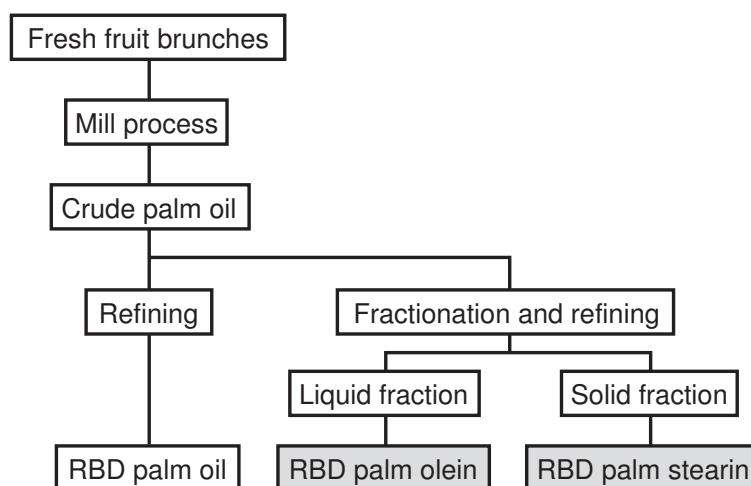 Fresh fruit brunches
Mill process
Crude palm oil
Refining
Fractionation and refining
Liquid fraction
Solid fraction
RBD palm oil
RBD palm olein
RBD palm stearin